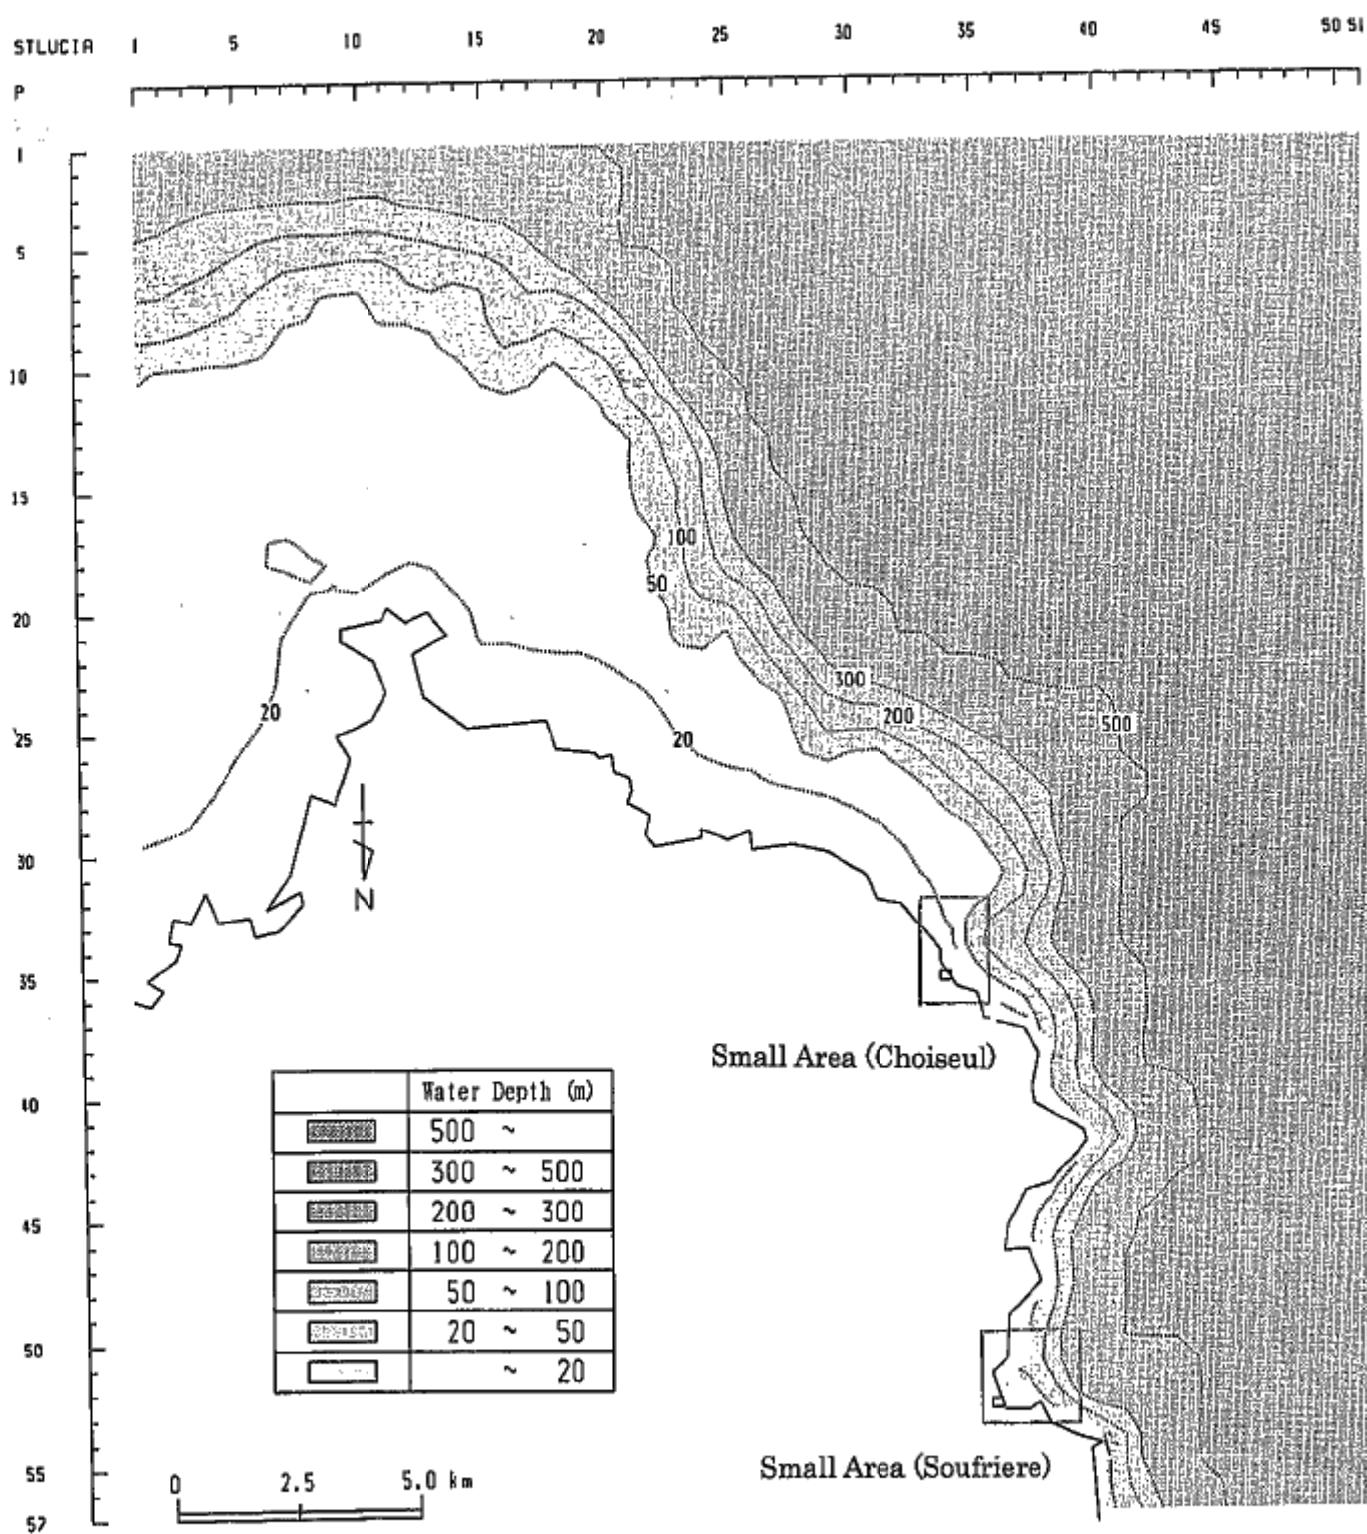 STLUCIA 1 5 10 15 20 25 30 35 40 45 50 51
P
1
5
10
15
100
50
20
300
200
500
20
20
25
30
N
35
Small Area (Choiseul)
Water Depth (m)
40
500 ~
300 ~ 500
200 ~ 300
45
100 ~ 200
50 ~ 100
20 ~ 50
50
~ 20
Small Area (Soufriere)
55
0 2.5 5.0 km
57